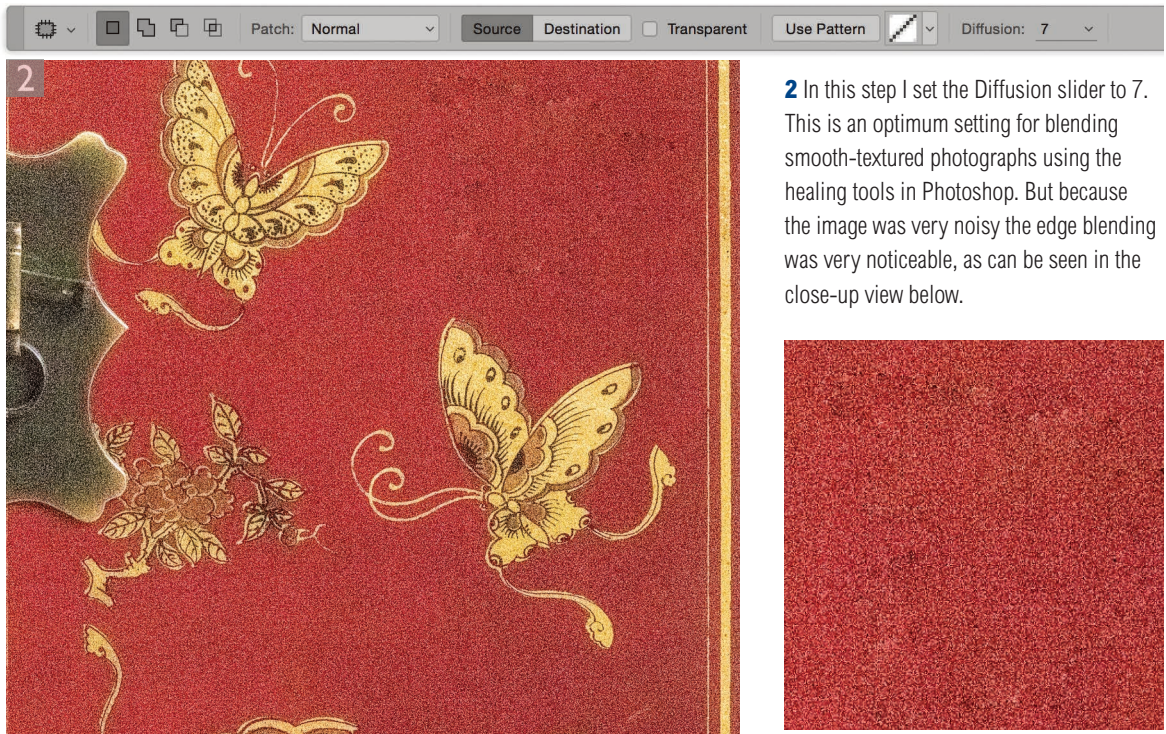 Patch: Normal Source Destination Transparent Use Pattern Diffusion: 7
2
2 In this step I set the Diffusion slider to 7.
This is an optimum setting for blending
smooth-textured photographs using the
healing tools in Photoshop. But because
the image was very noisy the edge blending
was very noticeable, as can be seen in the
close-up view below.